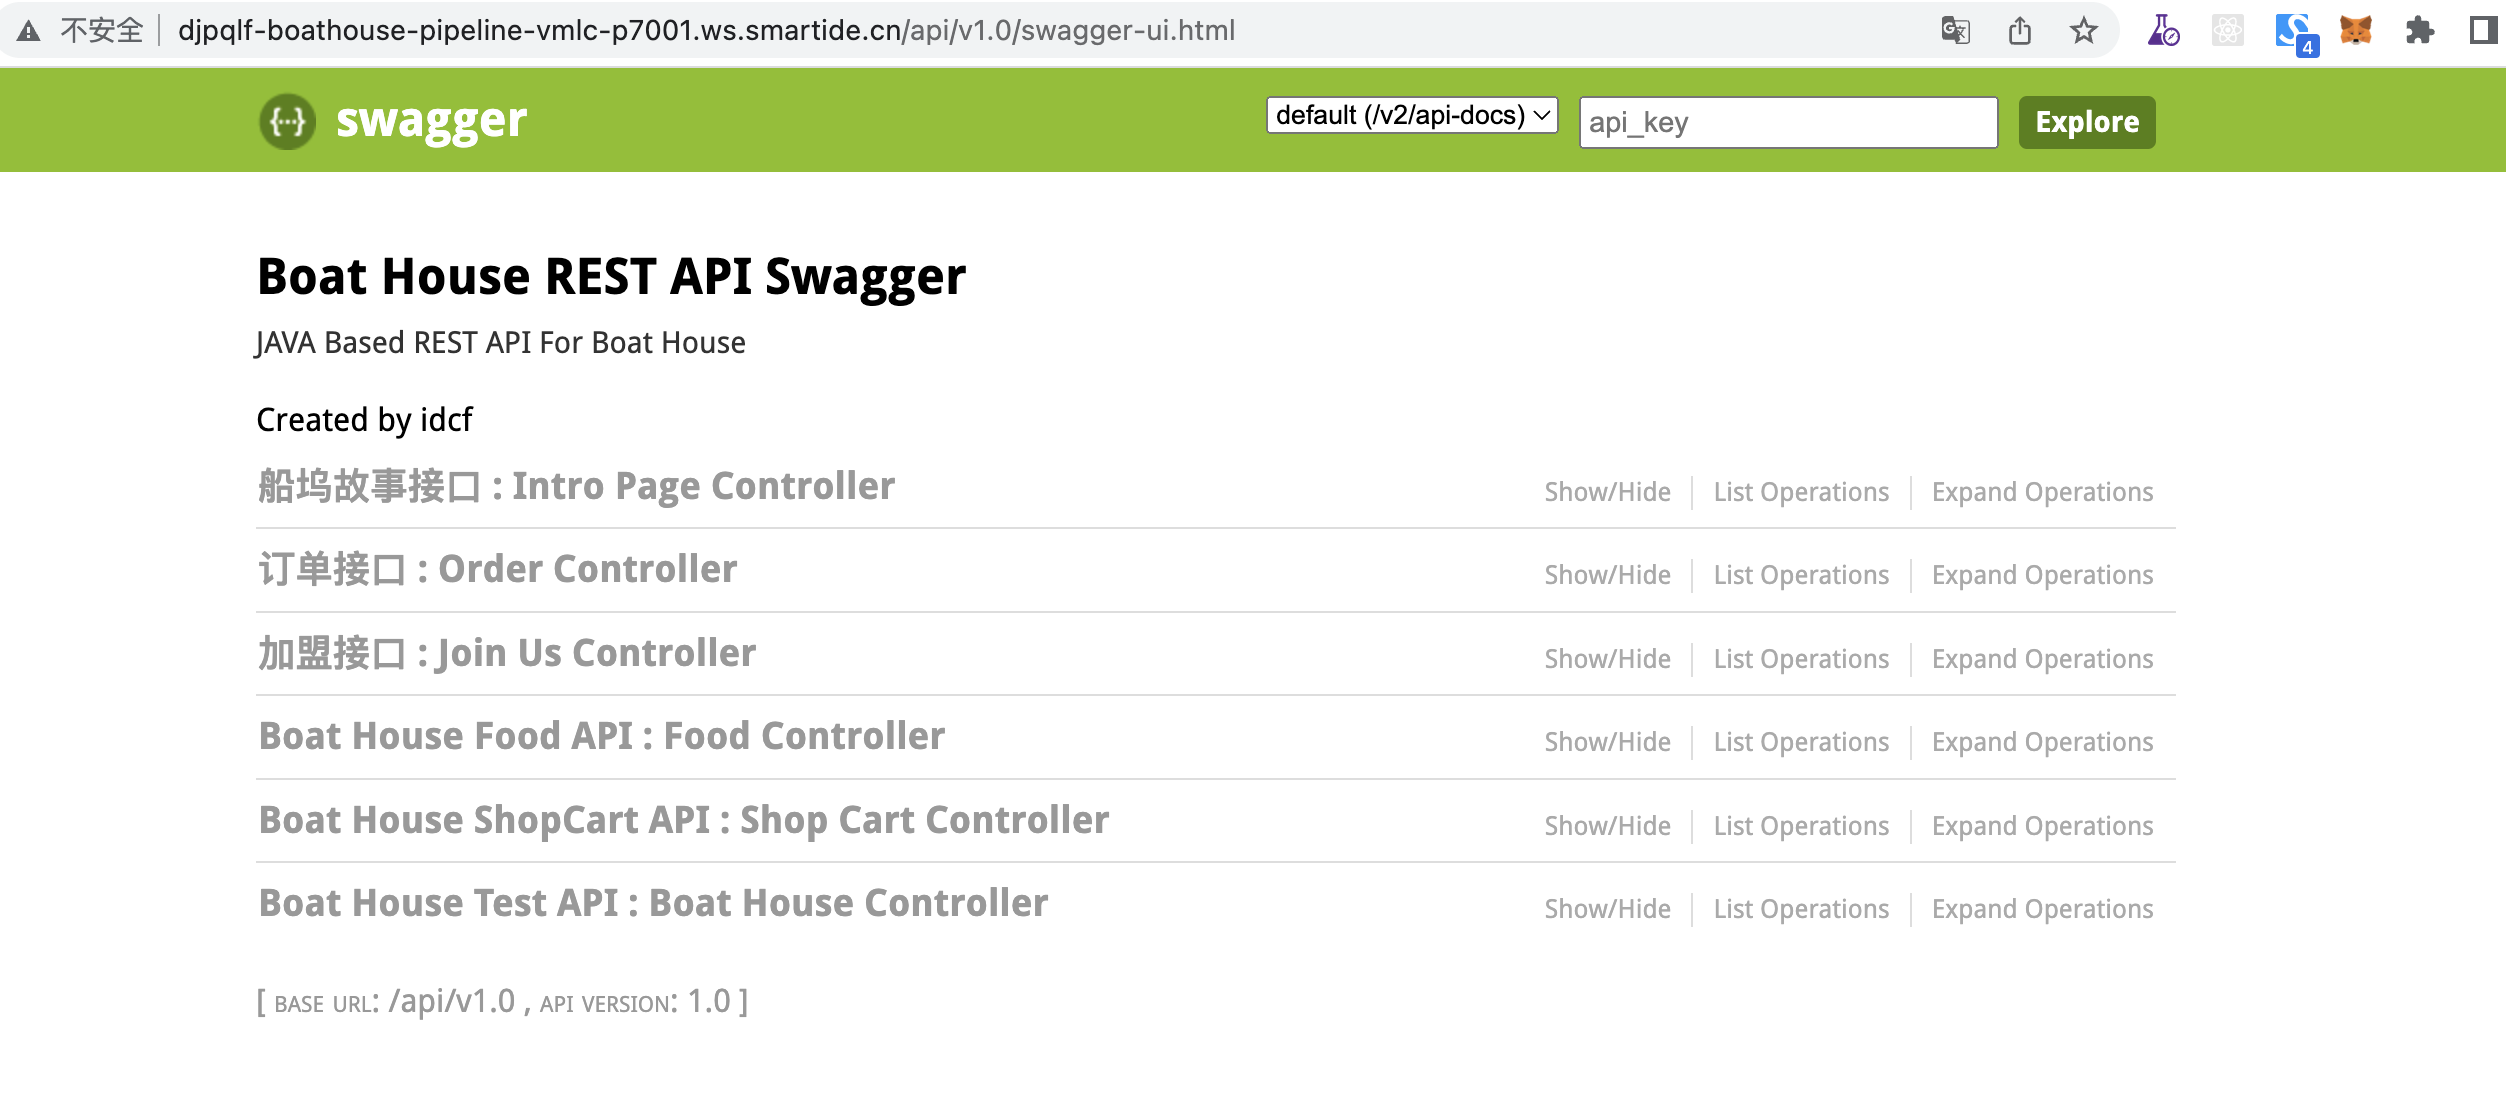 不安全 djpqlf-boathouse-pipeline-vmlc-p7001.ws.smartide.cn/api/v1.0/swagger-ui.html 4
{···} swagger default (/v2/api-docs) api_key Explore
Boat House REST API Swagger
JAVA Based REST API For Boat House
Created by idcf
船坞故事接口 : Intro Page Controller Show/Hide List Operations Expand Operations
订单接口 : Order Controller Show/Hide List Operations Expand Operations
加盟接口 : Join Us Controller Show/Hide List Operations Expand Operations
Boat House Food API : Food Controller Show/Hide List Operations Expand Operations
Boat House ShopCart API : Shop Cart Controller Show/Hide List Operations Expand Operations
Boat House Test API : Boat House Controller Show/Hide List Operations Expand Operations
[ BASE URL: /api/v1.0 , API VERSION: 1.0 ]